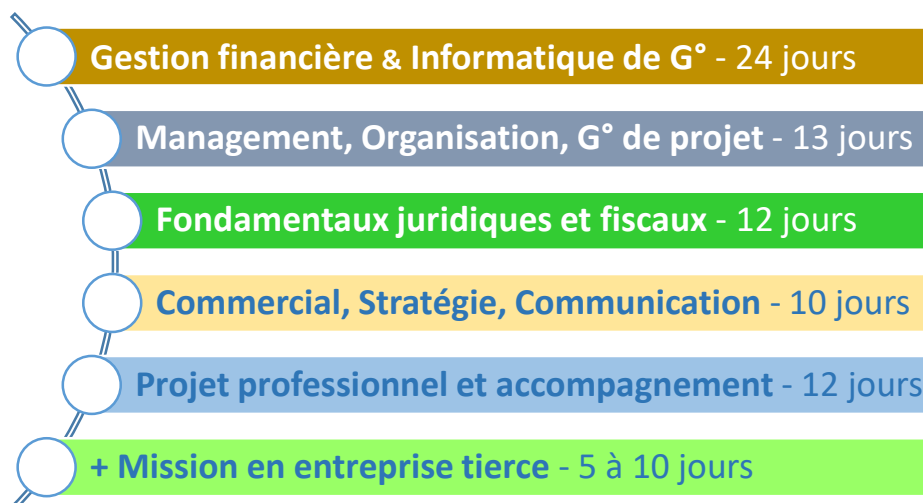 Gestion financière & Informatique de G° - 24 jours
Management, Organisation, G° de projet - 13 jours
Fondamentaux juridiques et fiscaux - 12 jours
Commercial, Stratégie, Communication - 10 jours
Projet professionnel et accompagnement - 12 jours
+ Mission en entreprise tierce - 5 à 10 jours